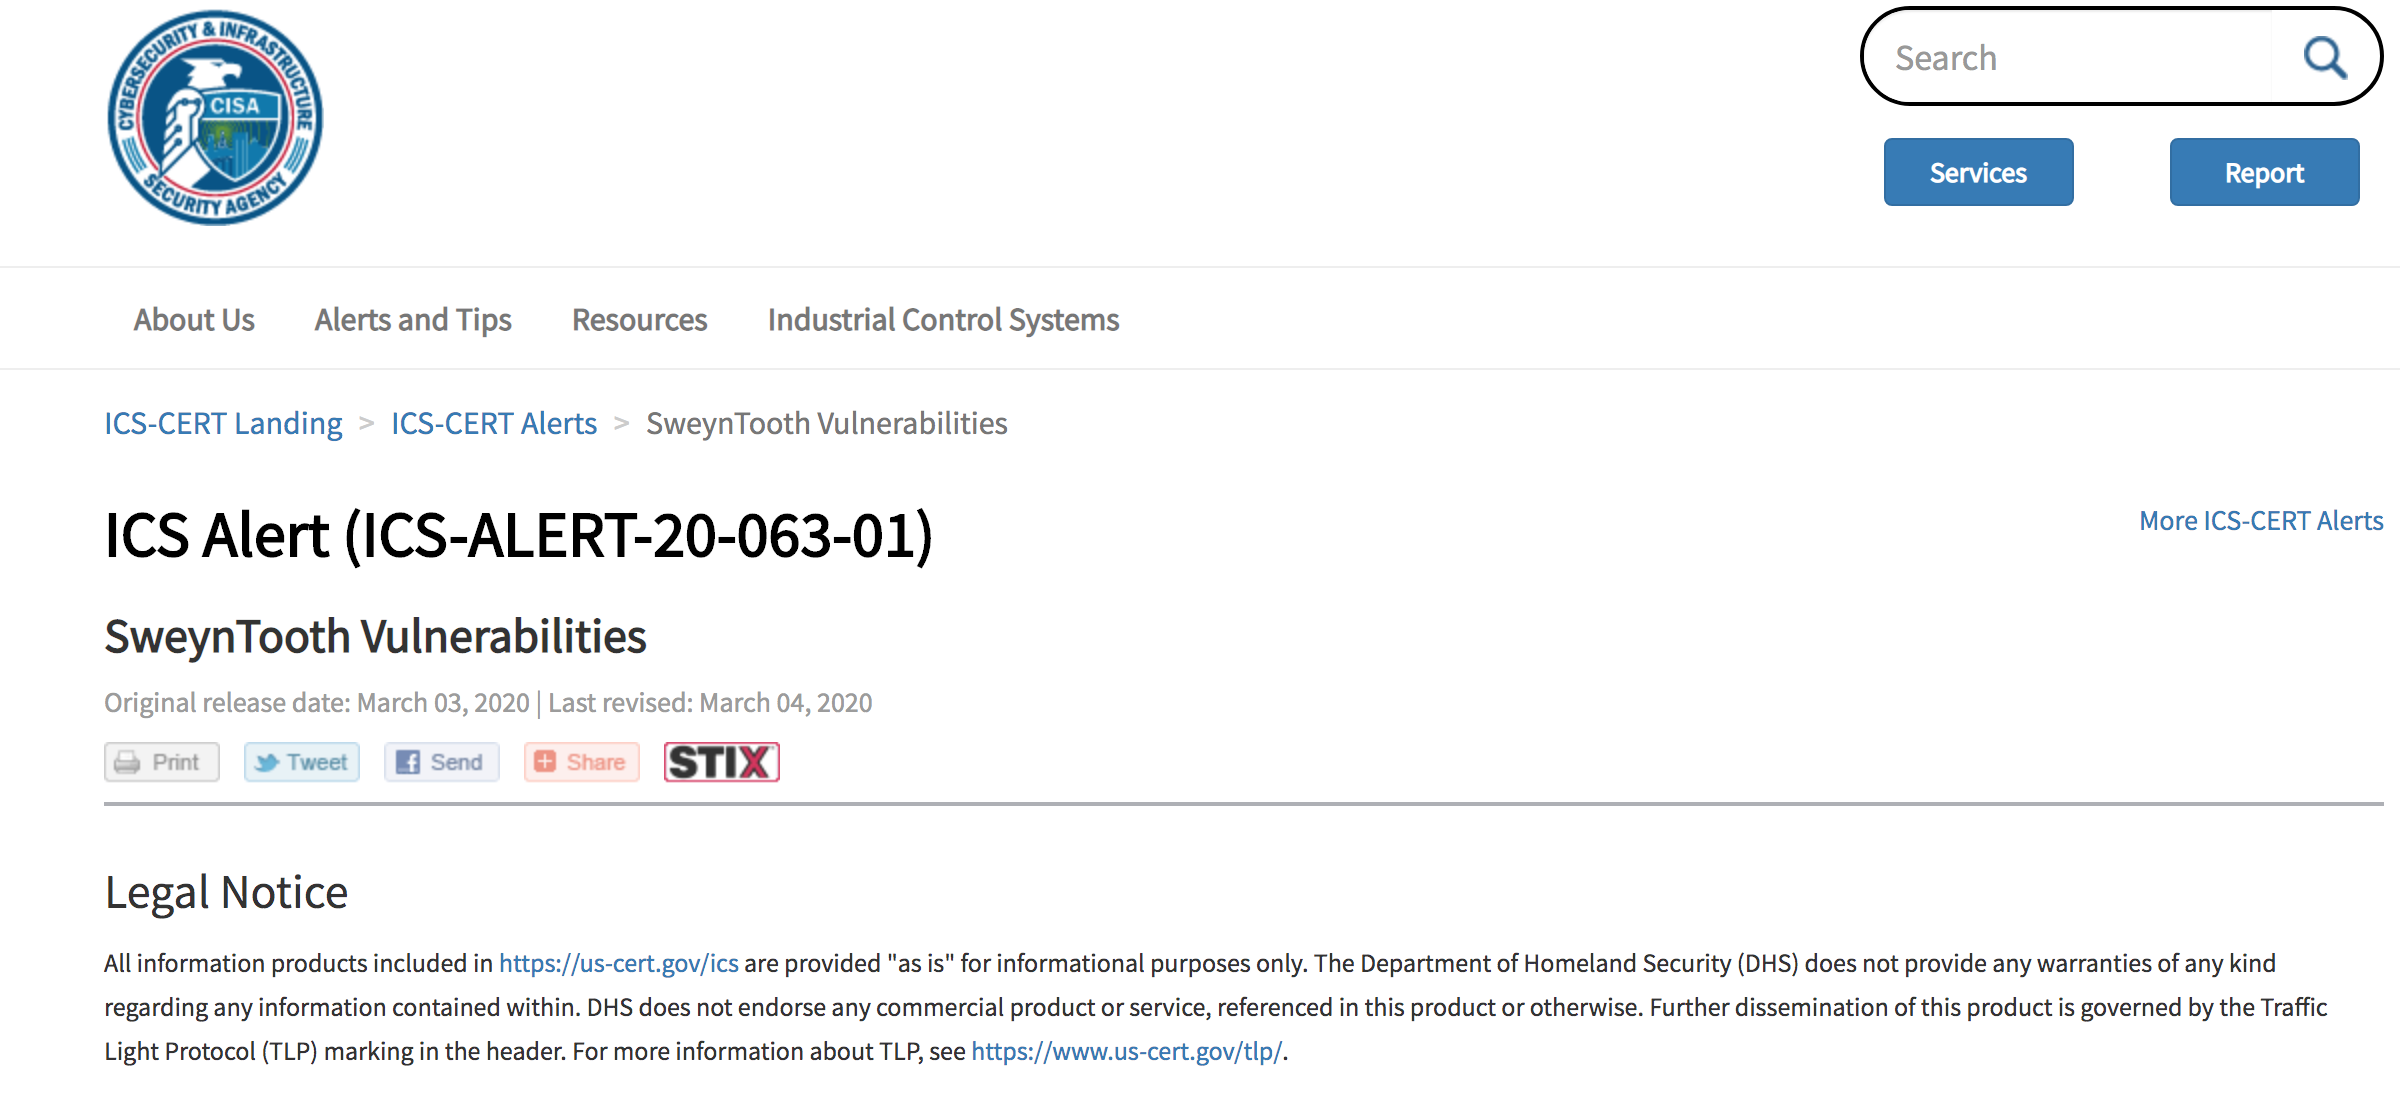 CYBERSECURITY & INFRASTRUCTURE
CISA
SECURITY AGENCY
Search
Services
Report
About Us
Alerts and Tips
Resources
Industrial Control Systems
ICS-CERT Landing > ICS-CERT Alerts > SweynTooth Vulnerabilities
ICS Alert (ICS-ALERT-20-063-01)
More ICS-CERT Alerts
SweynTooth Vulnerabilities
Original release date: March 03, 2020 | Last revised: March 04, 2020
Print
Tweet
Send
Share
STIX
Legal Notice
All information products included in https://us-cert.gov/ics are provided "as is" for informational purposes only. The Department of Homeland Security (DHS) does not provide any warranties of any kind
regarding any information contained within. DHS does not endorse any commercial product or service, referenced in this product or otherwise. Further dissemination of this product is governed by the Traffic
Light Protocol (TLP) marking in the header. For more information about TLP, see https://www.us-cert.gov/tlp/.